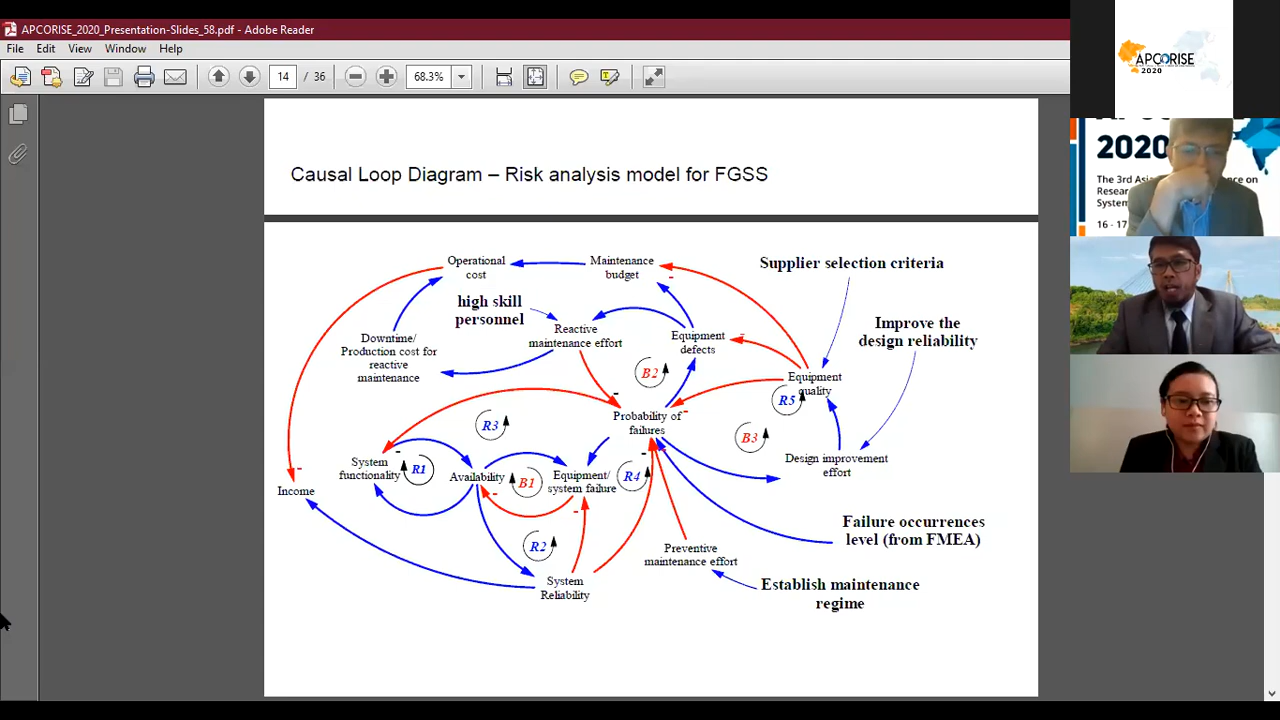 APCORISE_2020_Presentation-Slides_58.pdf - Adobe Reader
File Edit View Window Help
14 / 36 68.3%
Causal Loop Diagram – Risk analysis model for FGSS
Operational
cost
Maintenance
budget
Supplier selection criteria
high skill
personnel
Reactive
maintenance effort
Equipment
defects
Improve the
design reliability
Downtime/
Production cost for
reactive
maintenance
B2
Equipment
quality
R5
R3
Probability of
failures
B3
System
functionality
R1
Availability
B1
Equipment/
system failure
R4
Design improvement
effort
Income
R2
Failure occurrences
level (from FMEA)
Preventive
maintenance effort
System
Reliability
Establish maintenance
regime
APCORISE
2020
2020
The 3rd Asia
ence on
Resea
System
16 - 17